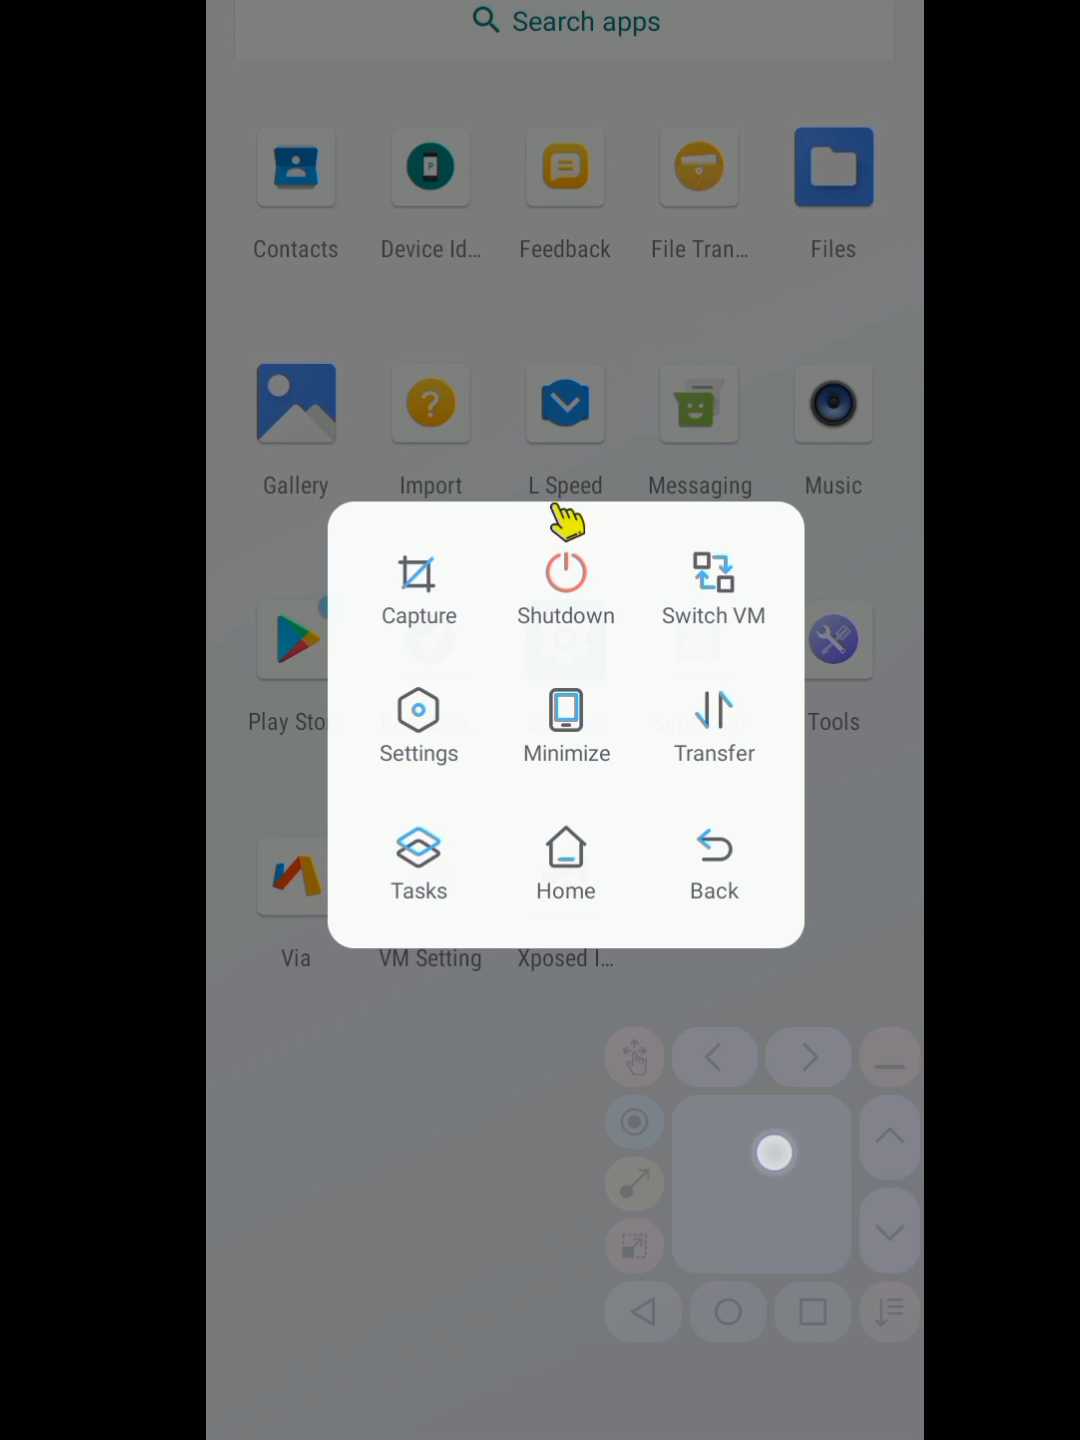 Search apps
Contacts
Device Id...
Feedback
File Tran...
Files
Gallery
Import
L Speed
Messaging
Music
Capture
Shutdown
Switch VM
Play Sto
Tools
Settings
Minimize
Transfer
Tasks
Home
Back
Via
VM Setting
Xposed I...